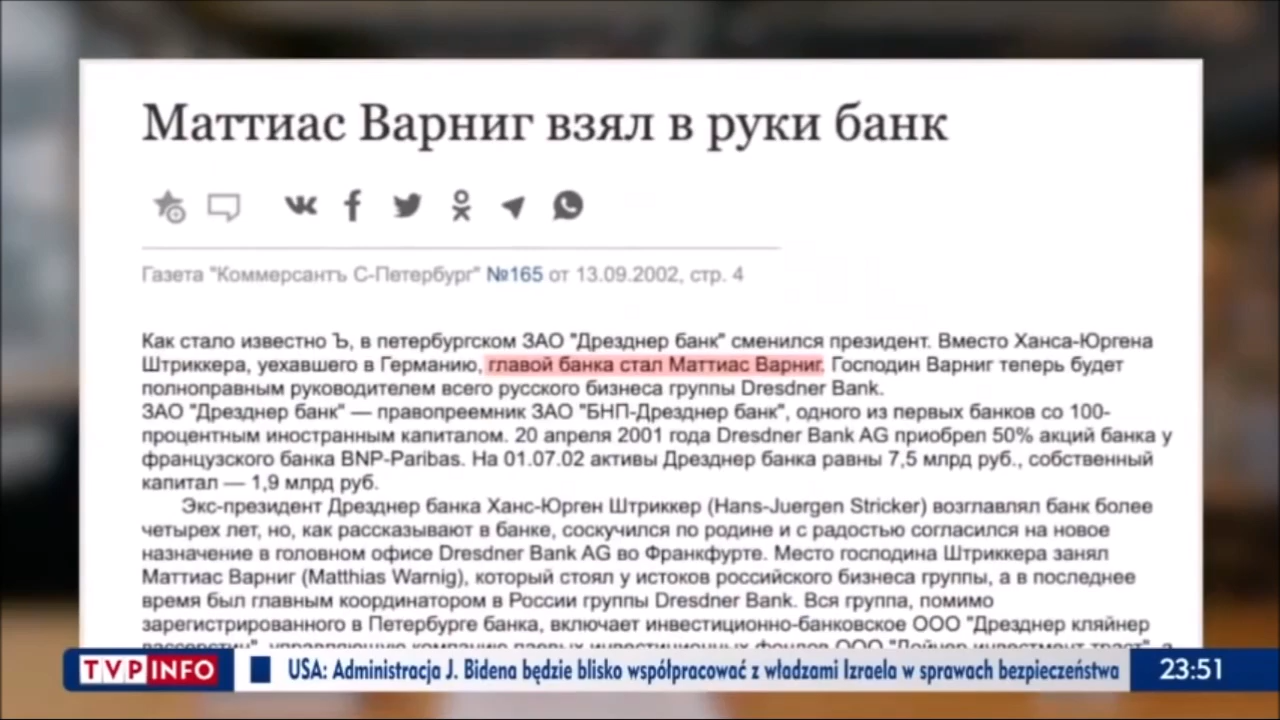 Маттиас Варниг взял в руки банк
Газета "Коммерсантъ С-Петербург" №165 от 13.09.2002, стр. 4
Как стало известно Ъ, в петербургском ЗАО "Дрезднер банк" сменился президент. Вместо Ханса-Юргена
Штриккера, уехавшего в Германию, главой банка стал Маттиас Варниг. Господин Варниг теперь будет
полноправным руководителем всего русского бизнеса группы Dresdner Bank.
ЗАО "Дрезднер банк" — правопреемник ЗАО "БНП-Дрезднер банк", одного из первых банков со 100-
процентным иностранным капиталом. 20 апреля 2001 года Dresdner Bank AG приобрел 50% акций банка у
французского банка BNP-Paribas. На 01.07.02 активы Дрезднер банка равны 7,5 млрд руб., собственный
капитал — 1,9 млрд руб.
Экс-президент Дрезднер банка Ханс-Юрген Штриккер (Hans-Juergen Stricker) возглавлял банк более
четырех лет, но, как рассказывают в банке, соскучился по родине и с радостью согласился на новое
назначение в головном офисе Dresdner Bank AG во Франкфурте. Место господина Штриккера занял
Маттиас Варниг (Matthias Warnig), который стоял у истоков российского бизнеса группы, а в последнее
время был главным координатором в России группы Dresdner Bank. Вся группа, помимо
зарегистрированного в Петербурге банка, включает инвестиционно-банковское ООО "Дрезднер кляйнер
TVP INFO USA: Administracja J. Bidena będzie blisko współpracować z władzami Izraela w sprawach bezpieczeństwa 23:51